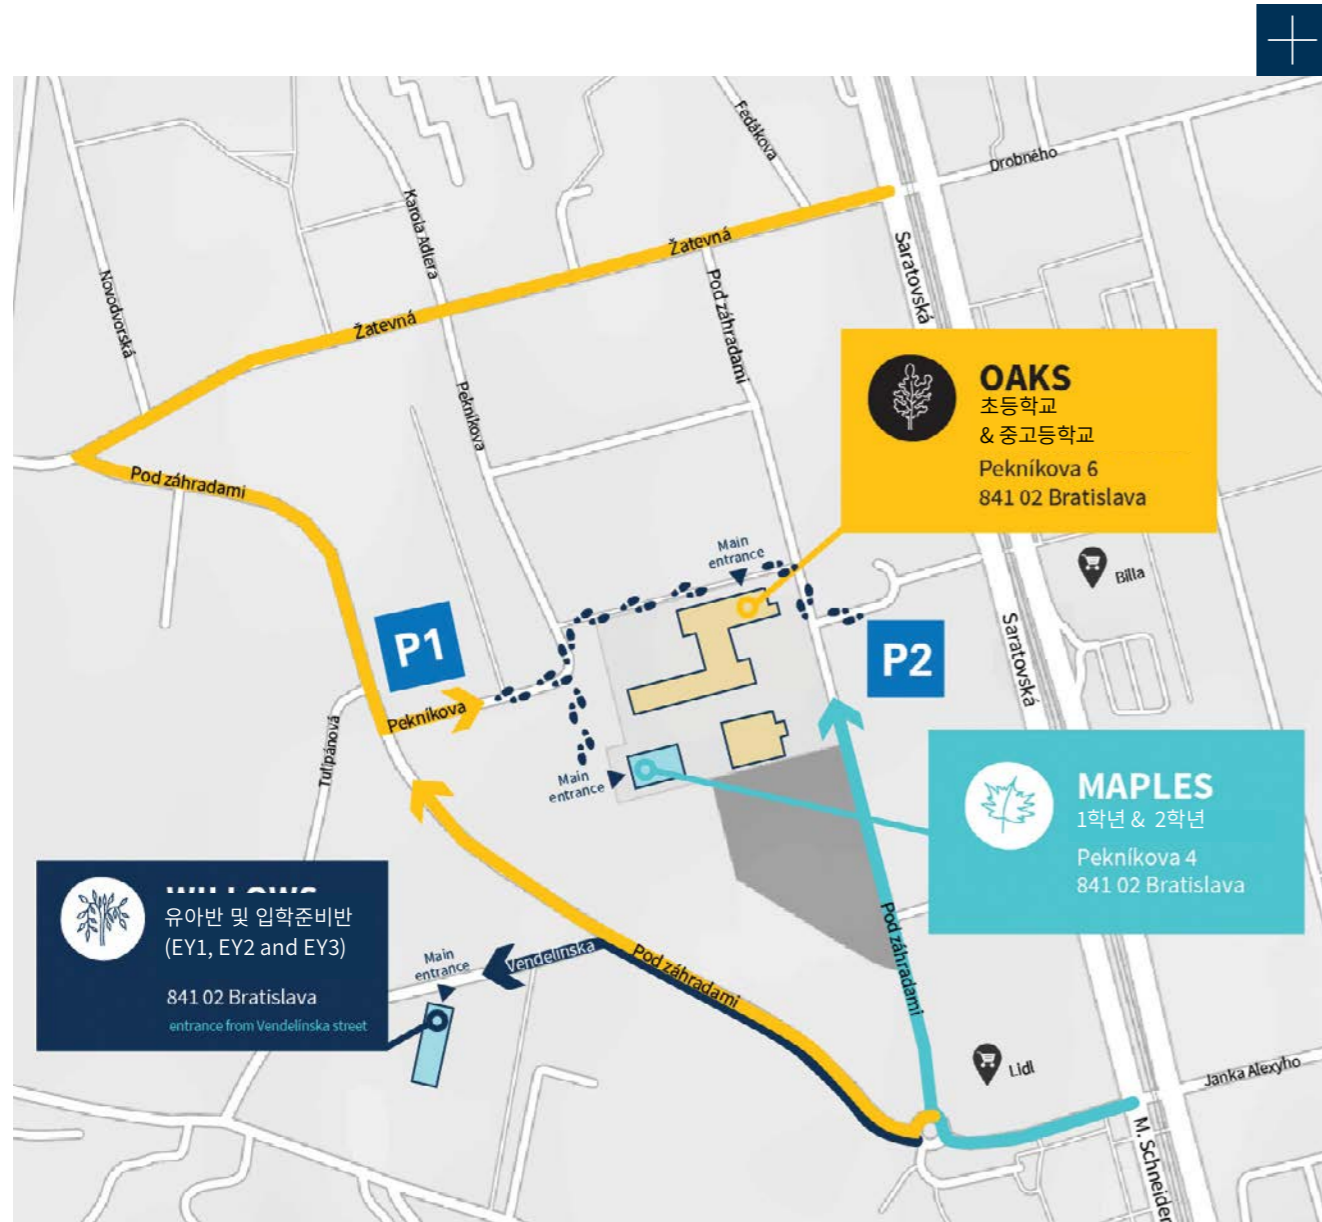 Fedákova
Drobného
Karola Adlera
Novodvorská
Žatevná
Saratovská
Pod záhradami
Žatevná
Pekníkova
OAKS
초등학교
& 중고등학교
Pekníkova 6
841 02 Bratislava
Pod záhradami
Main
entrance
Billa
P1
P2
Saratovská
Pekníkova
Tulipánová
Main
entrance
MAPLES
1학년 & 2학년
Pekníkova 4
841 02 Bratislava
WILLOWS
유아반 및 입학준비반
(EY1, EY2 and EY3)
841 02 Bratislava
entrance from Vendelínska street
Main
entrance
Vendelínska
Pod záhradami
Pod záhradami
Lidl
Janka Alexyho
M. Schneider